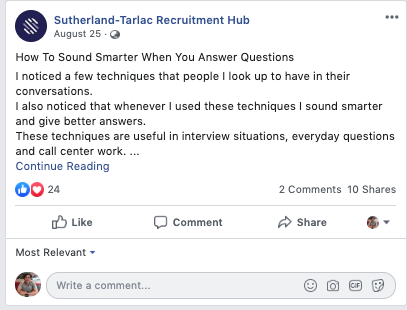 Sutherland-Tarlac Recruitment Hub
August 25 ·
How To Sound Smarter When You Answer Questions
I noticed a few techniques that people I look up to have in their
conversations.
I also noticed that whenever I used these techniques I sound smarter
and give better answers.
These techniques are useful in interview situations, everyday questions
and call center work. ...
Continue Reading
24
2 Comments 10 Shares
Like Comment Share
Most Relevant
Write a comment...
GIF